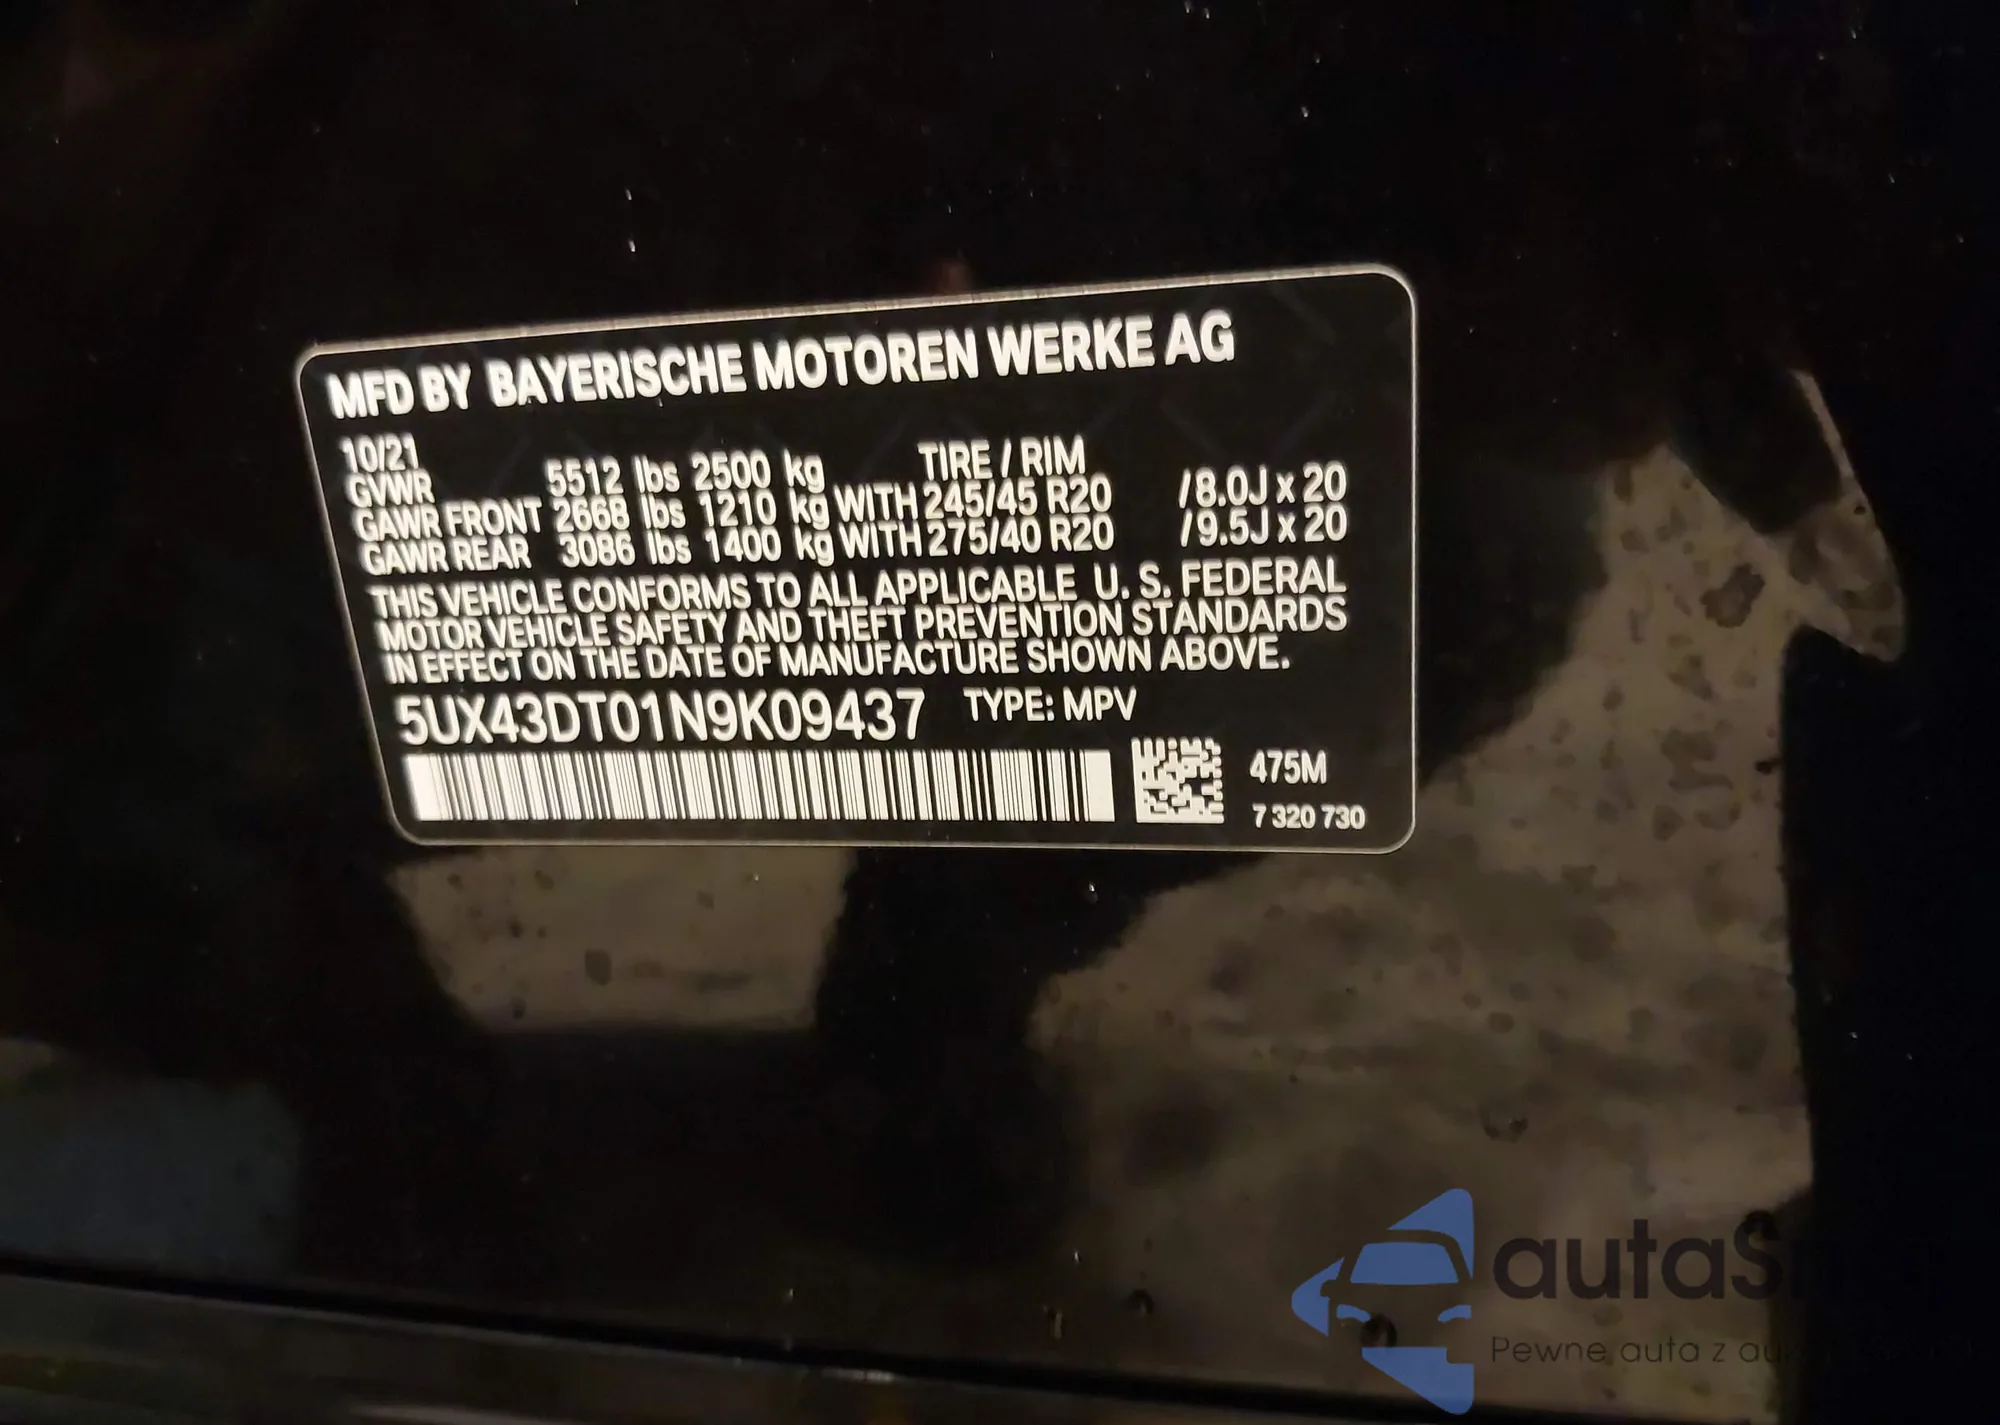 MFD BY BAYERISCHE MOTOREN WERKE AG
10/21 TIRE / RIM
GVWR 5512 lbs 2500 kg
GAWR FRONT 2668 lbs 1210 kg WITH 245/45 R20 /8.0J x 20
GAWR REAR 3086 lbs 1400 kg WITH 275/40 R20 /9.5J x 20
THIS VEHICLE CONFORMS TO ALL APPLICABLE U. S. FEDERAL
MOTOR VEHICLE SAFETY AND THEFT PREVENTION STANDARDS
IN EFFECT ON THE DATE OF MANUFACTURE SHOWN ABOVE.
5UX43DT01N9K09437 TYPE: MPV
475M
7 320 730
Pewne auta z